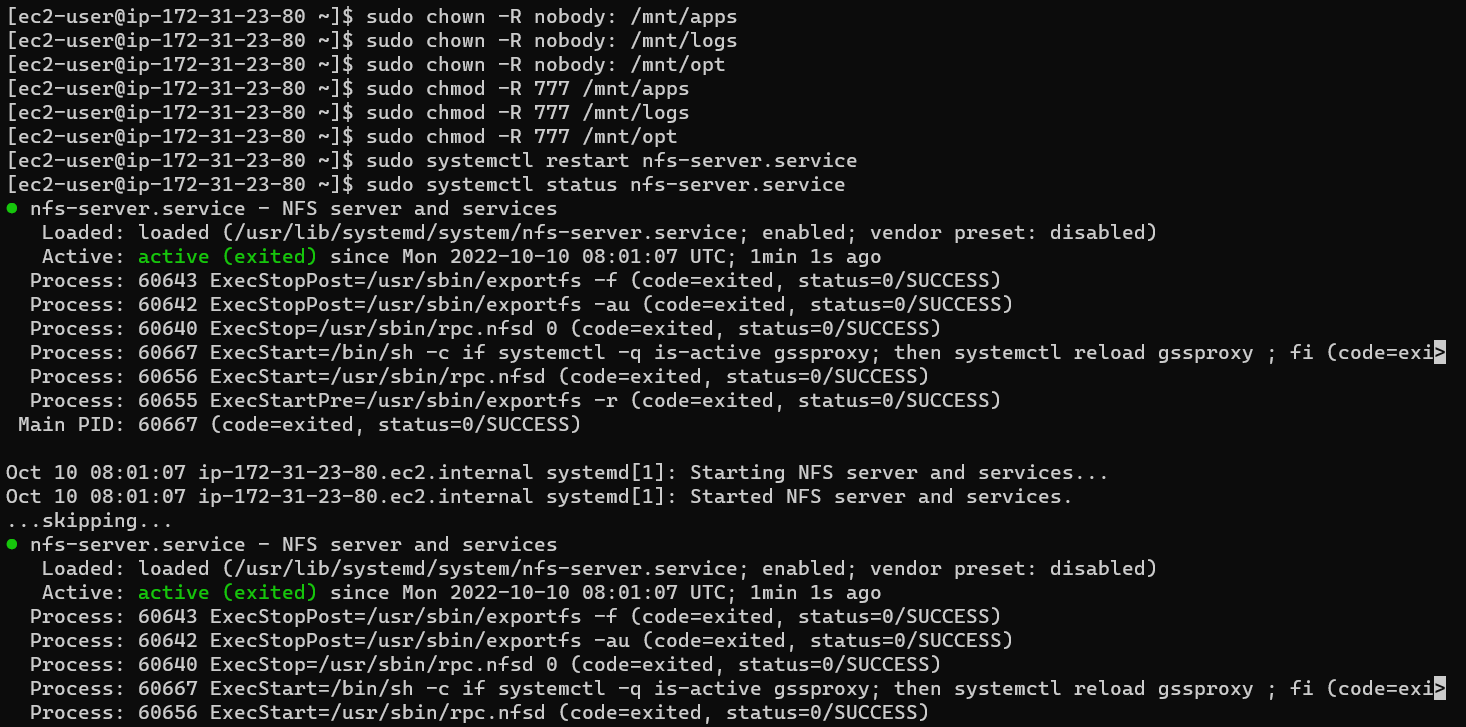 [ec2-user@ip-172-31-23-80 ~]$ sudo chown -R nobody: /mnt/apps
[ec2-user@ip-172-31-23-80 ~]$ sudo chown -R nobody: /mnt/logs
[ec2-user@ip-172-31-23-80 ~]$ sudo chown -R nobody: /mnt/opt
[ec2-user@ip-172-31-23-80 ~]$ sudo chmod -R 777 /mnt/apps
[ec2-user@ip-172-31-23-80 ~]$ sudo chmod -R 777 /mnt/logs
[ec2-user@ip-172-31-23-80 ~]$ sudo chmod -R 777 /mnt/opt
[ec2-user@ip-172-31-23-80 ~]$ sudo systemctl restart nfs-server.service
[ec2-user@ip-172-31-23-80 ~]$ sudo systemctl status nfs-server.service
● nfs-server.service - NFS server and services
   Loaded: loaded (/usr/lib/systemd/system/nfs-server.service; enabled; vendor preset: disabled)
   Active: active (exited) since Mon 2022-10-10 08:01:07 UTC; 1min 1s ago
  Process: 60643 ExecStopPost=/usr/sbin/exportfs -f (code=exited, status=0/SUCCESS)
  Process: 60642 ExecStopPost=/usr/sbin/exportfs -au (code=exited, status=0/SUCCESS)
  Process: 60640 ExecStop=/usr/sbin/rpc.nfsd 0 (code=exited, status=0/SUCCESS)
  Process: 60667 ExecStart=/bin/sh -c if systemctl -q is-active gssproxy; then systemctl reload gssproxy ; fi (code=exi>
  Process: 60656 ExecStart=/usr/sbin/rpc.nfsd (code=exited, status=0/SUCCESS)
  Process: 60655 ExecStartPre=/usr/sbin/exportfs -r (code=exited, status=0/SUCCESS)
 Main PID: 60667 (code=exited, status=0/SUCCESS)

Oct 10 08:01:07 ip-172-31-23-80.ec2.internal systemd[1]: Starting NFS server and services...
Oct 10 08:01:07 ip-172-31-23-80.ec2.internal systemd[1]: Started NFS server and services.
...skipping...
● nfs-server.service - NFS server and services
   Loaded: loaded (/usr/lib/systemd/system/nfs-server.service; enabled; vendor preset: disabled)
   Active: active (exited) since Mon 2022-10-10 08:01:07 UTC; 1min 1s ago
  Process: 60643 ExecStopPost=/usr/sbin/exportfs -f (code=exited, status=0/SUCCESS)
  Process: 60642 ExecStopPost=/usr/sbin/exportfs -au (code=exited, status=0/SUCCESS)
  Process: 60640 ExecStop=/usr/sbin/rpc.nfsd 0 (code=exited, status=0/SUCCESS)
  Process: 60667 ExecStart=/bin/sh -c if systemctl -q is-active gssproxy; then systemctl reload gssproxy ; fi (code=exi>
  Process: 60656 ExecStart=/usr/sbin/rpc.nfsd (code=exited, status=0/SUCCESS)